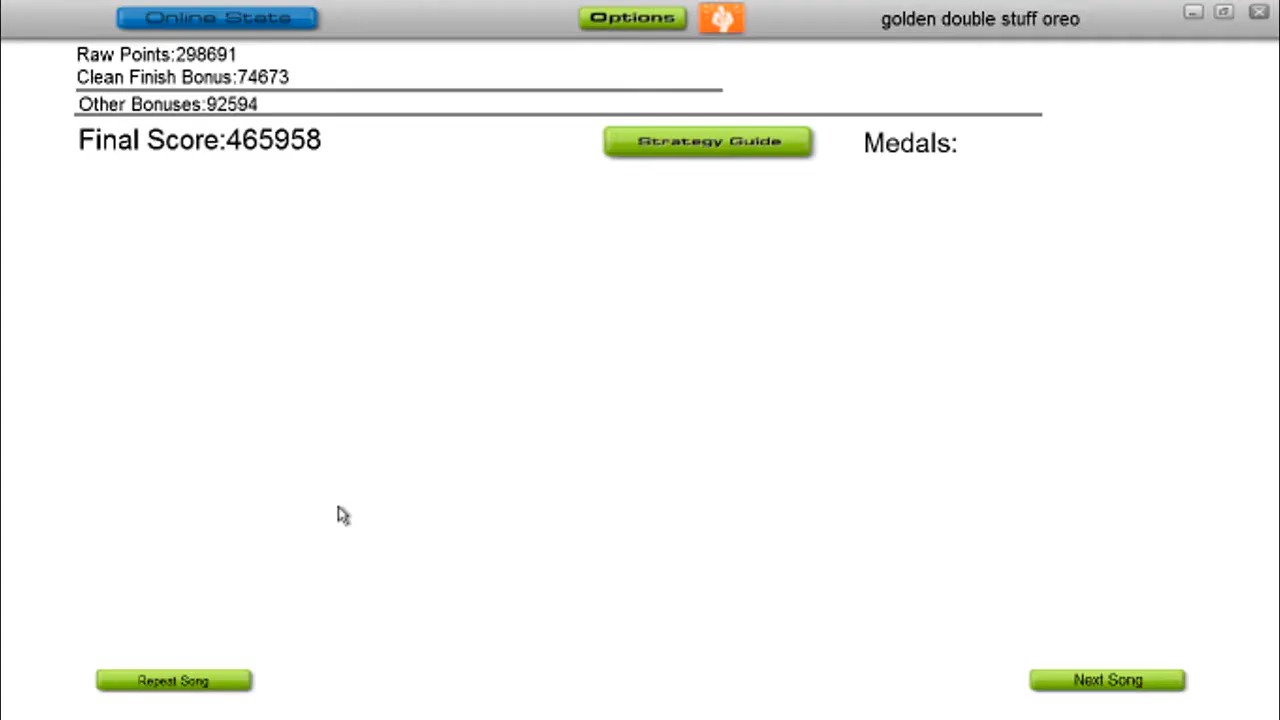 Online Stats
Options
golden double stuff oreo
Raw Points:298691
Clean Finish Bonus:74673
Other Bonuses:92594
Final Score:465958
Strategy Guide
Medals:
Repeat Song
Next Song